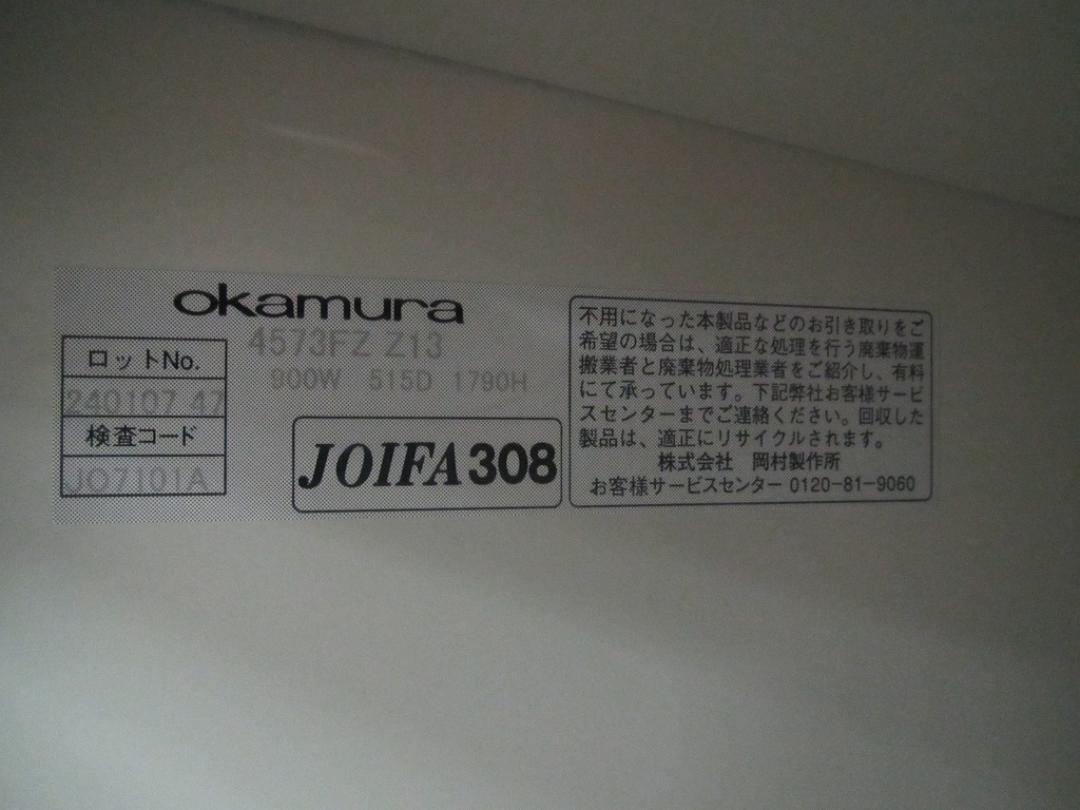 okamura
4573FZ Z13
900W 515D 1790H
ロットNo.
240107 47
検査コード
JO7101A
JOIFA308
不用になった本製品などのお引き取りをご
希望の場合は、適正な処理を行う廃棄物運
搬業者と廃棄物処理業者をご紹介し、有料
にて承っています。下記弊社お客様サービ
スセンターまでご連絡ください。回収した
製品は、適正にリサイクルされます。
株式会社 岡村製作所
お客様サービスセンター 0120-81-9060